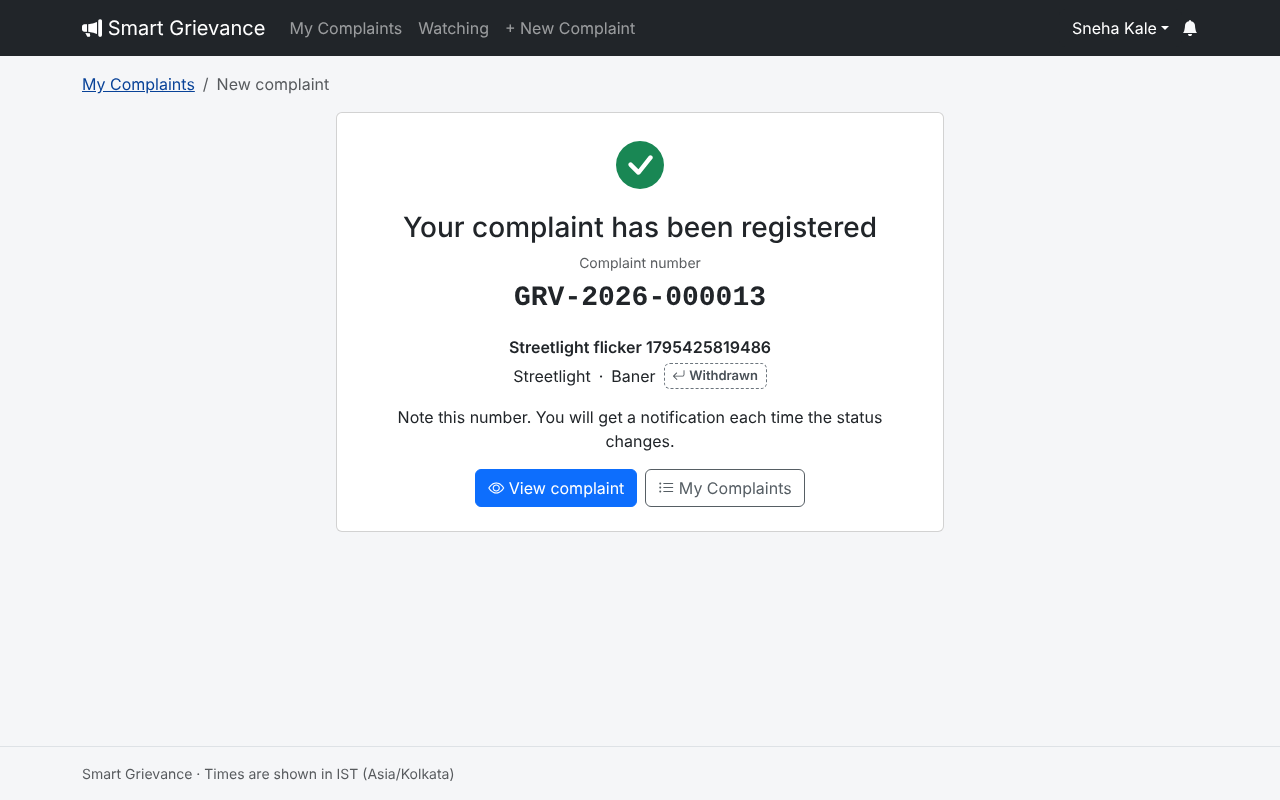 Smart Grievance My Complaints Watching + New Complaint Sneha Kale
My Complaints / New complaint
Your complaint has been registered
Complaint number
GRV-2026-000013
Streetlight flicker 1795425819486
Streetlight · Baner Withdrawn
Note this number. You will get a notification each time the status
changes.
View complaint My Complaints
Smart Grievance · Times are shown in IST (Asia/Kolkata)